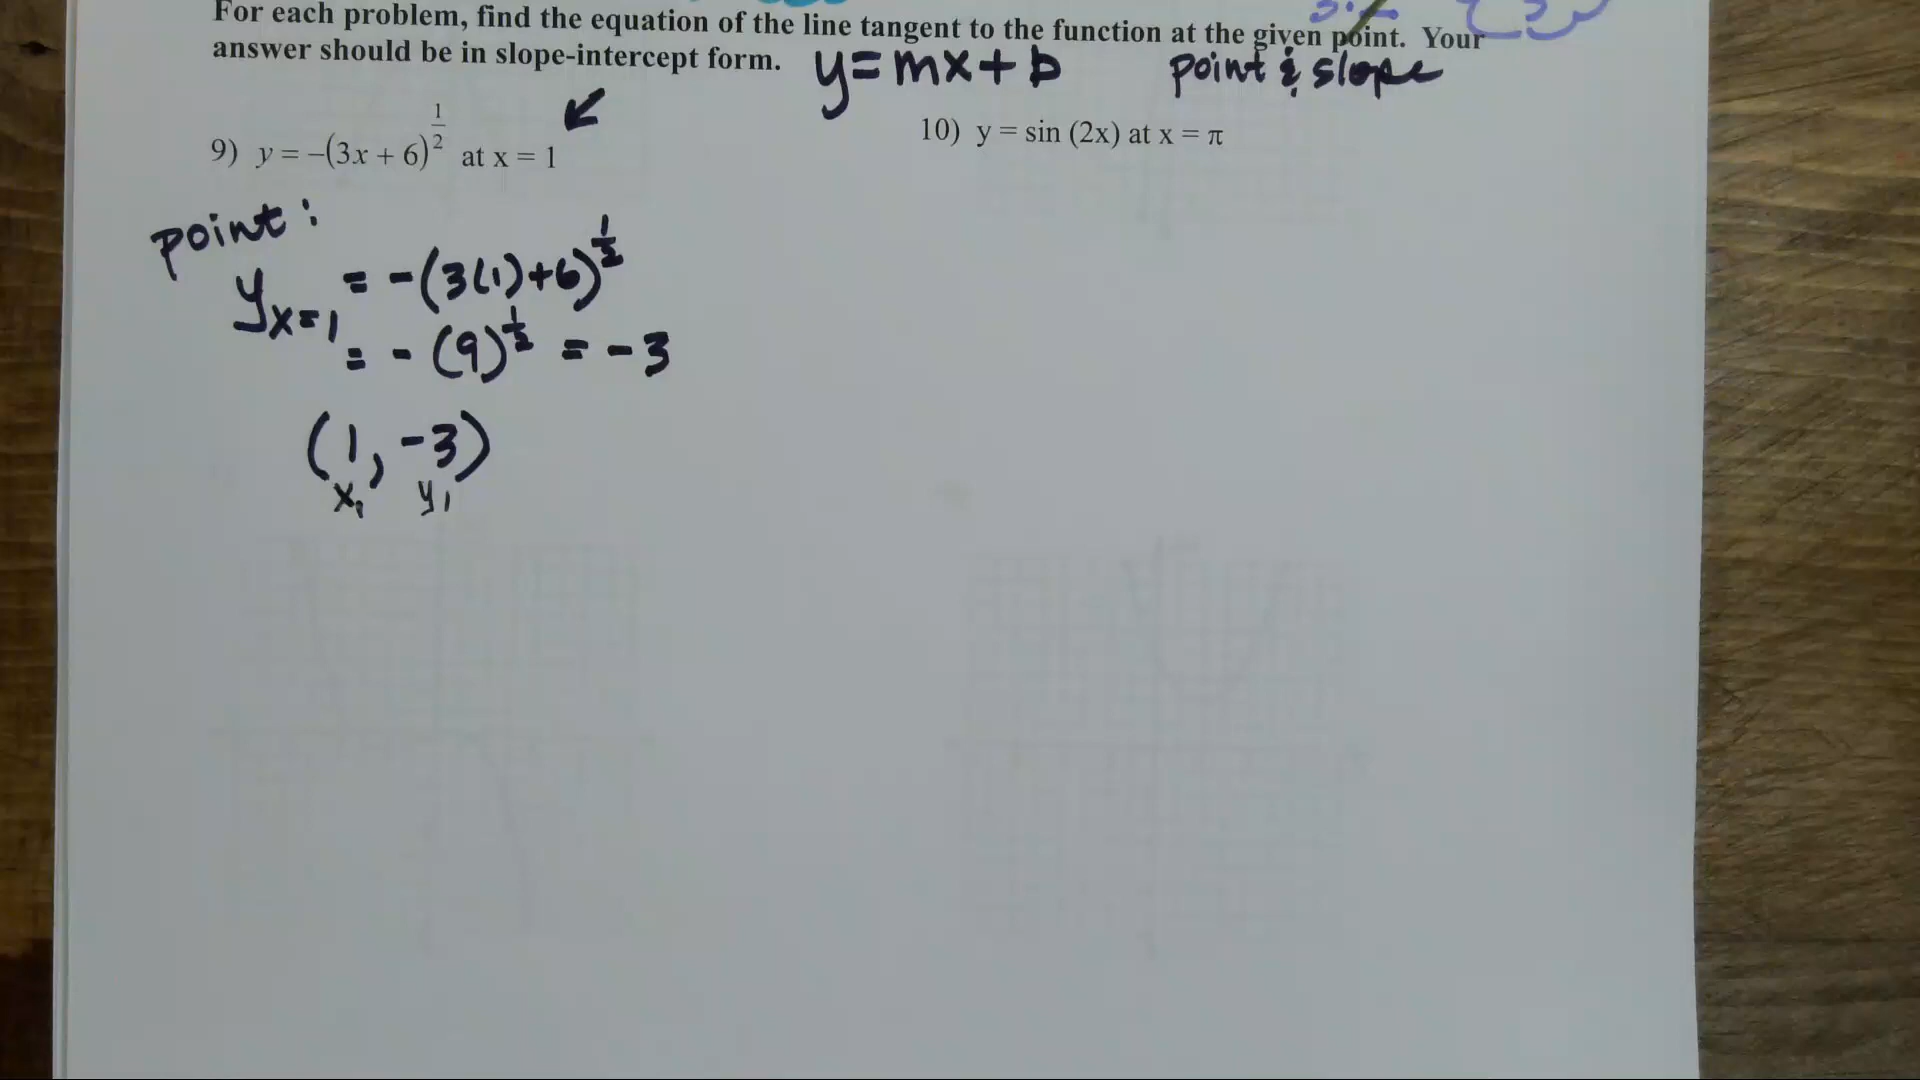 For each problem, find the equation of the line tangent to the function at the given point. Your
answer should be in slope-intercept form. y=mx+b point & slope
9) y = −(3x + 6)^(1/2) at x = 1
10) y = sin (2x) at x = π
point:
y x=1 = -(3(1)+6)^(1/2)
= -(9)^(1/2) = -3
(1, -3)
x₁ y₁